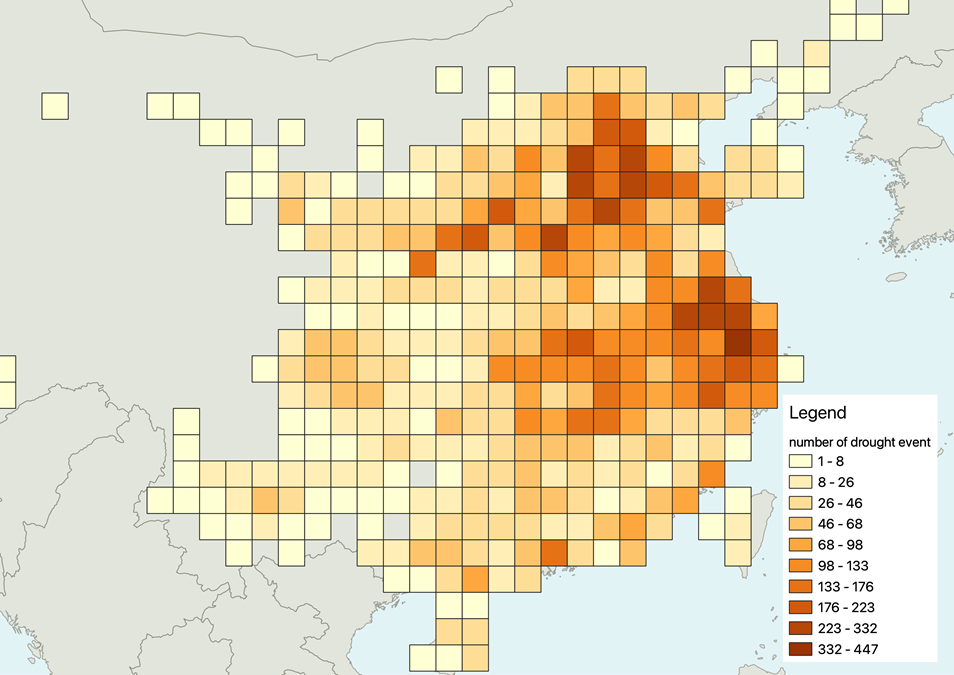 Legend
number of drought event
1 - 8
8 - 26
26 - 46
46 - 68
68 - 98
98 - 133
133 - 176
176 - 223
223 - 332
332 - 447